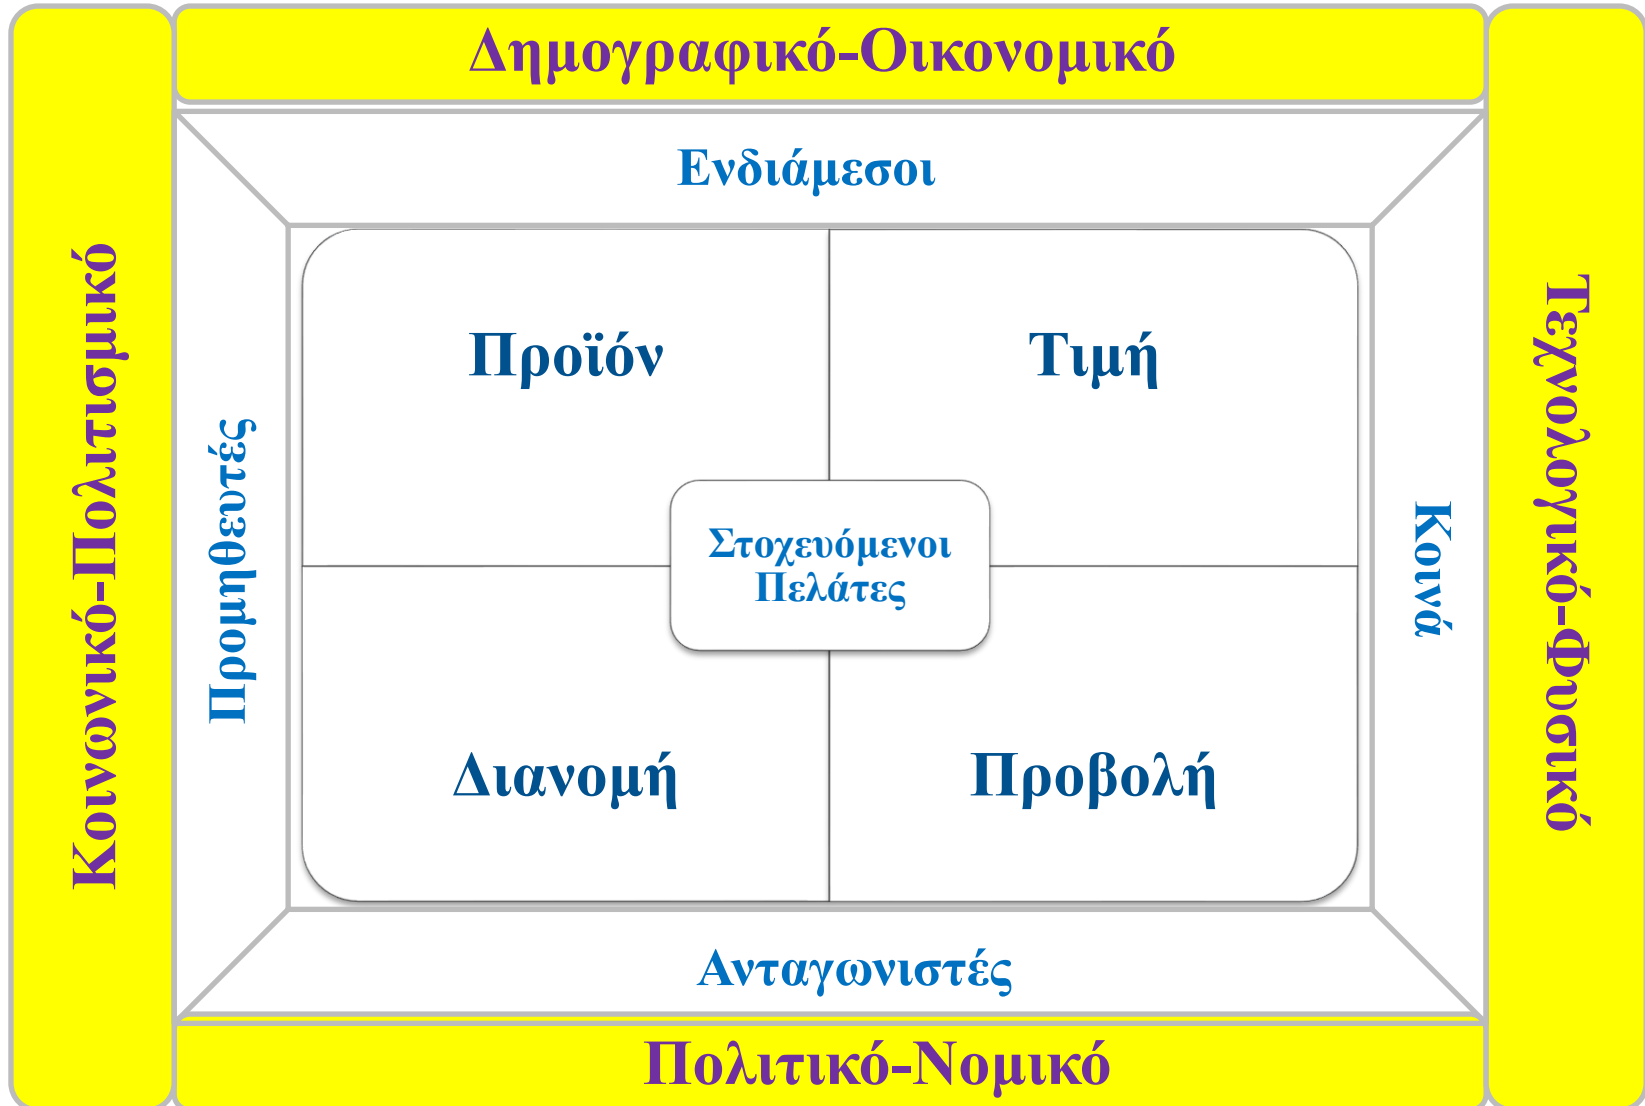 Δημογραφικό-Οικονομικό
Ενδιάμεσοι
Κοινωνικό-Πολιτισμικό
Προμηθευτές
Προϊόν
Τιμή
Στοχευόμενοι
Πελάτες
Διανομή
Προβολή
Κοινά
Τεχνολογικό-Φυσικό
Ανταγωνιστές
Πολιτικό-Νομικό